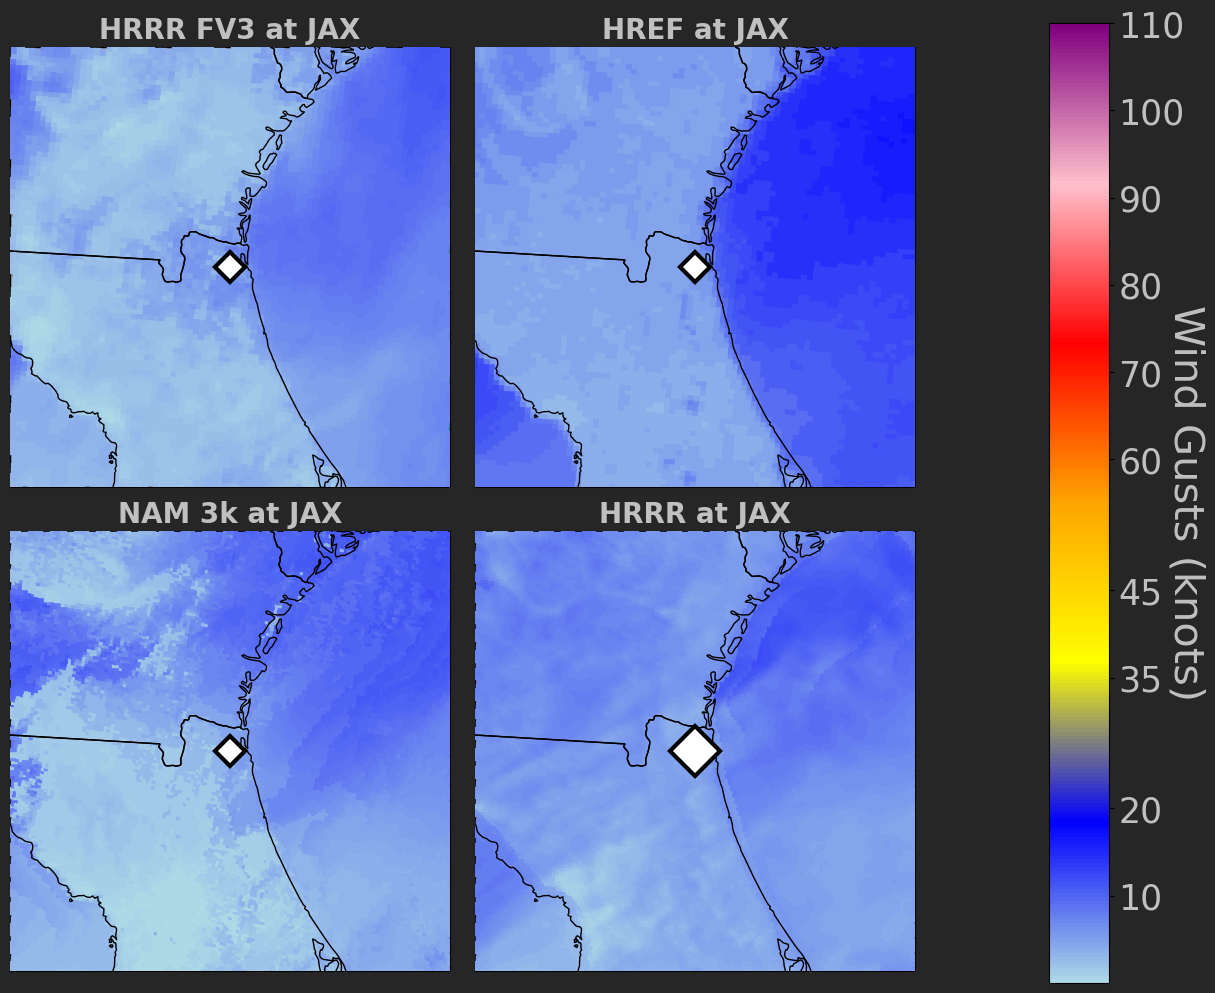 HRRR FV3 at JAX
HREF at JAX
NAM 3k at JAX
HRRR at JAX
110
100
90
80
70
60
45
35
20
10
Wind Gusts (knots)